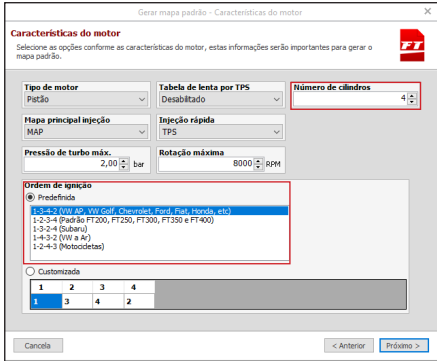 Gerar mapa padrão - Características do motor
Características do motor
Selecione as opções conforme as características do motor, estas informações serão importantes para gerar o
mapa padrão.
FT
Tipo de motor
Pistão
Tabela de lenta por TPS
Desabilitado
Número de cilindros
4
Mapa principal injeção
MAP
Injeção rápida
TPS
Pressão de turbo máx.
2,00 bar
Rotação máxima
8000 RPM
Ordem de ignição
Predefinida
1-3-4-2 (VW AP, VW Golf, Chevrolet, Ford, Fiat, Honda, etc)
1-2-3-4 (Padrão FT200, FT250, FT300, FT350 e FT400)
1-3-2-4 (Subaru)
1-4-3-2 (VW a Ar)
1-2-4-3 (Motocicletas)
Customizada
1 2 3 4
1 3 4 2
Cancela
< Anterior
Próximo >